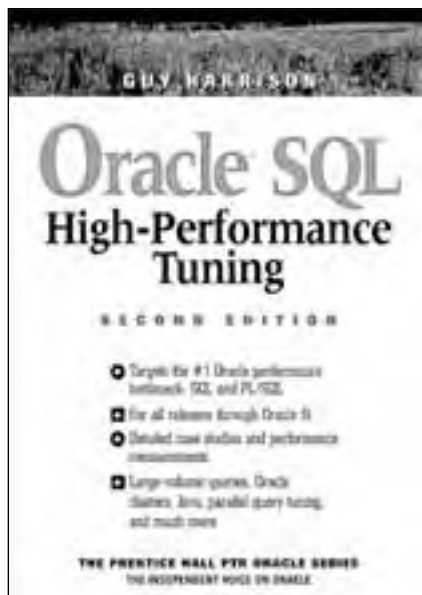 GUY HARRISON
Oracle SQL
High-Performance
Tuning
SECOND EDITION
Targets the #1 Oracle performance
bottleneck: SQL and PL/SQL
For all releases through Oracle 8i
Detailed case studies and performance
measurements
Large-volume queries, Oracle
clusters, Java, parallel query tuning,
and much more
THE PRENTICE HALL PTR ORACLE SERIES
THE INDEPENDENT VOICE ON ORACLE